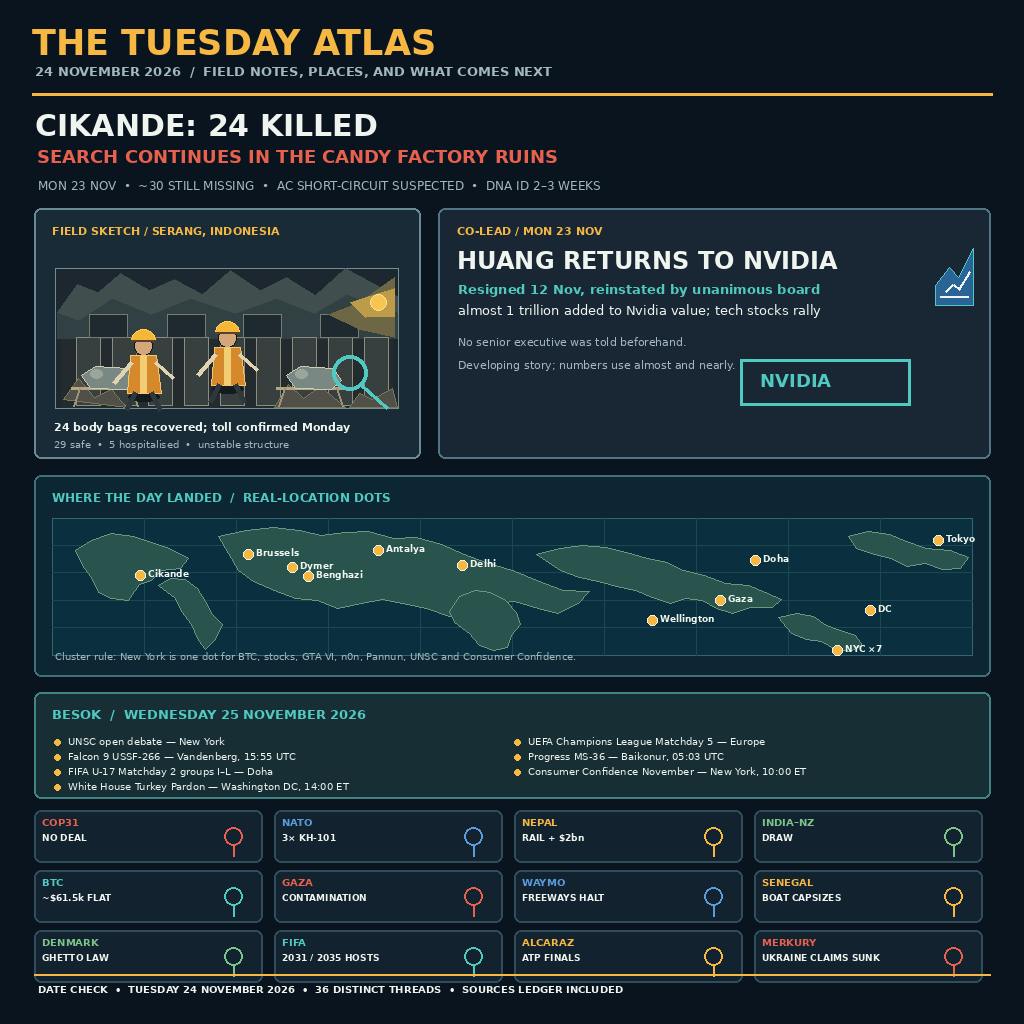 THE TUESDAY ATLAS
24 NOVEMBER 2026 / FIELD NOTES, PLACES, AND WHAT COMES NEXT
CIKANDE: 24 KILLED
SEARCH CONTINUES IN THE CANDY FACTORY RUINS
MON 23 NOV • ~30 STILL MISSING • AC SHORT-CIRCUIT SUSPECTED • DNA ID 2–3 WEEKS
FIELD SKETCH / SERANG, INDONESIA
24 body bags recovered; toll confirmed Monday
29 safe • 5 hospitalised • unstable structure
CO-LEAD / MON 23 NOV
HUANG RETURNS TO NVIDIA
Resigned 12 Nov, reinstated by unanimous board
almost 1 trillion added to Nvidia value; tech stocks rally
No senior executive was told beforehand.
Developing story; numbers use almost and nearly.
NVIDIA
WHERE THE DAY LANDED / REAL-LOCATION DOTS
Tokyo
Antalya
Brussels
Doha
Delhi
Dymer
Cikande
Benghazi
Gaza
DC
Wellington
NYC ×7
Cluster rule: New York is one dot for BTC, stocks, GTA VI, n0n, Pannun, UNSC and Consumer Confidence.
BESOK / WEDNESDAY 25 NOVEMBER 2026
UNSC open debate — New York
Falcon 9 USSF-266 — Vandenberg, 15:55 UTC
FIFA U-17 Matchday 2 groups I–L — Doha
White House Turkey Pardon — Washington DC, 14:00 ET
UEFA Champions League Matchday 5 — Europe
Progress MS-36 — Baikonur, 05:03 UTC
Consumer Confidence November — New York, 10:00 ET
COP31
NO DEAL
NATO
3× KH-101
NEPAL
RAIL + $2bn
INDIA–NZ
DRAW
BTC
~$61.5k FLAT
GAZA
CONTAMINATION
WAYMO
FREEWAYS HALT
SENEGAL
BOAT CAPSIZES
DENMARK
GHETTO LAW
FIFA
2031 / 2035 HOSTS
ALCARAZ
ATP FINALS
MERKURY
UKRAINE CLAIMS SUNK
DATE CHECK • TUESDAY 24 NOVEMBER 2026 • 36 DISTINCT THREADS • SOURCES LEDGER INCLUDED